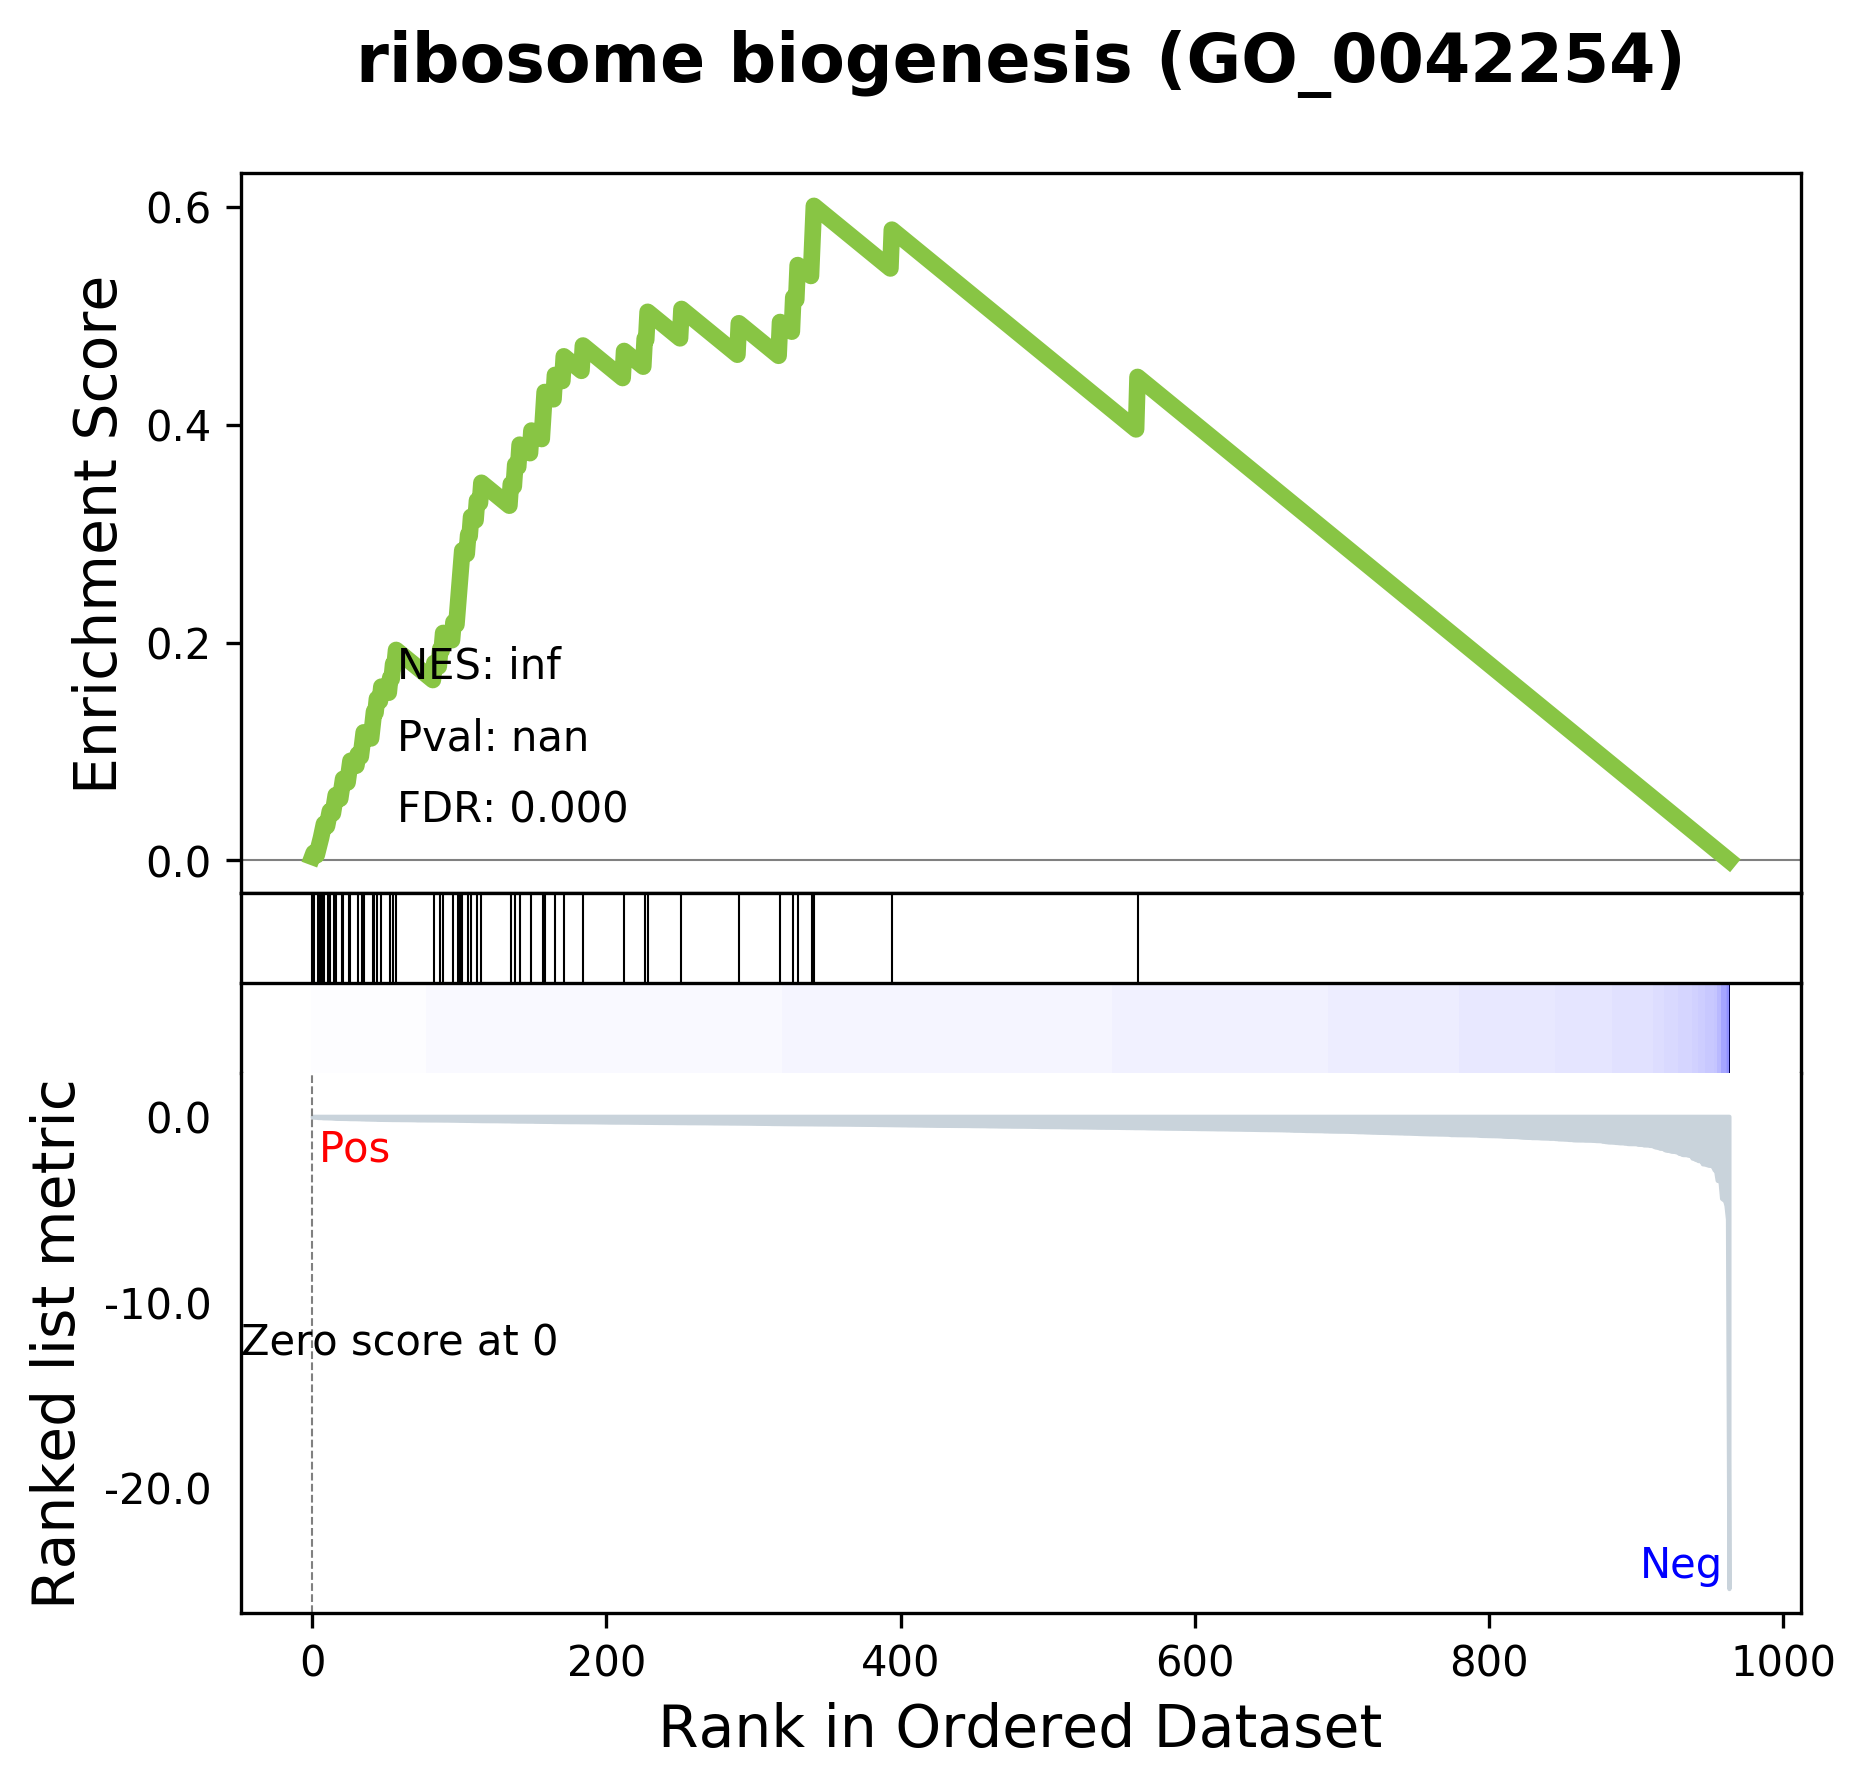 ribosome biogenesis (GO_0042254)
Enrichment Score
0.6
0.4
0.2
0.0
NES: inf
Pval: nan
FDR: 0.000
Ranked list metric
0.0
-10.0
-20.0
Pos
Zero score at 0
Neg
0 200 400 600 800 1000
Rank in Ordered Dataset